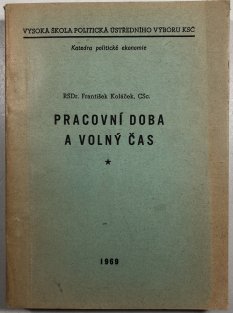 VYSOKÁ ŠKOLA POLITICKÁ ÚSTŘEDNÍHO VÝBORU KSČ
Katedra politické ekonomie
RSDr. František Koláček, CSc.
PRACOVNÍ DOBA
A VOLNÝ ČAS
★
1969